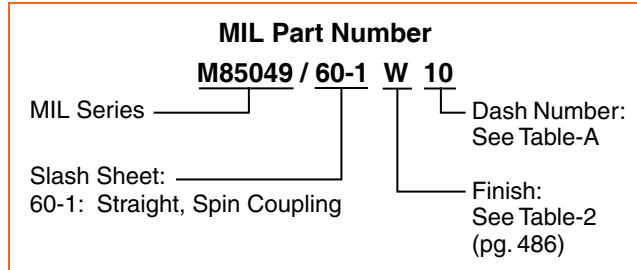 MIL Part Number
M85049 / 60-1 W 10
MIL Series
Dash Number:
See Table-A
Slash Sheet:
60-1: Straight, Spin Coupling
Finish:
See Table-2
(pg. 486)